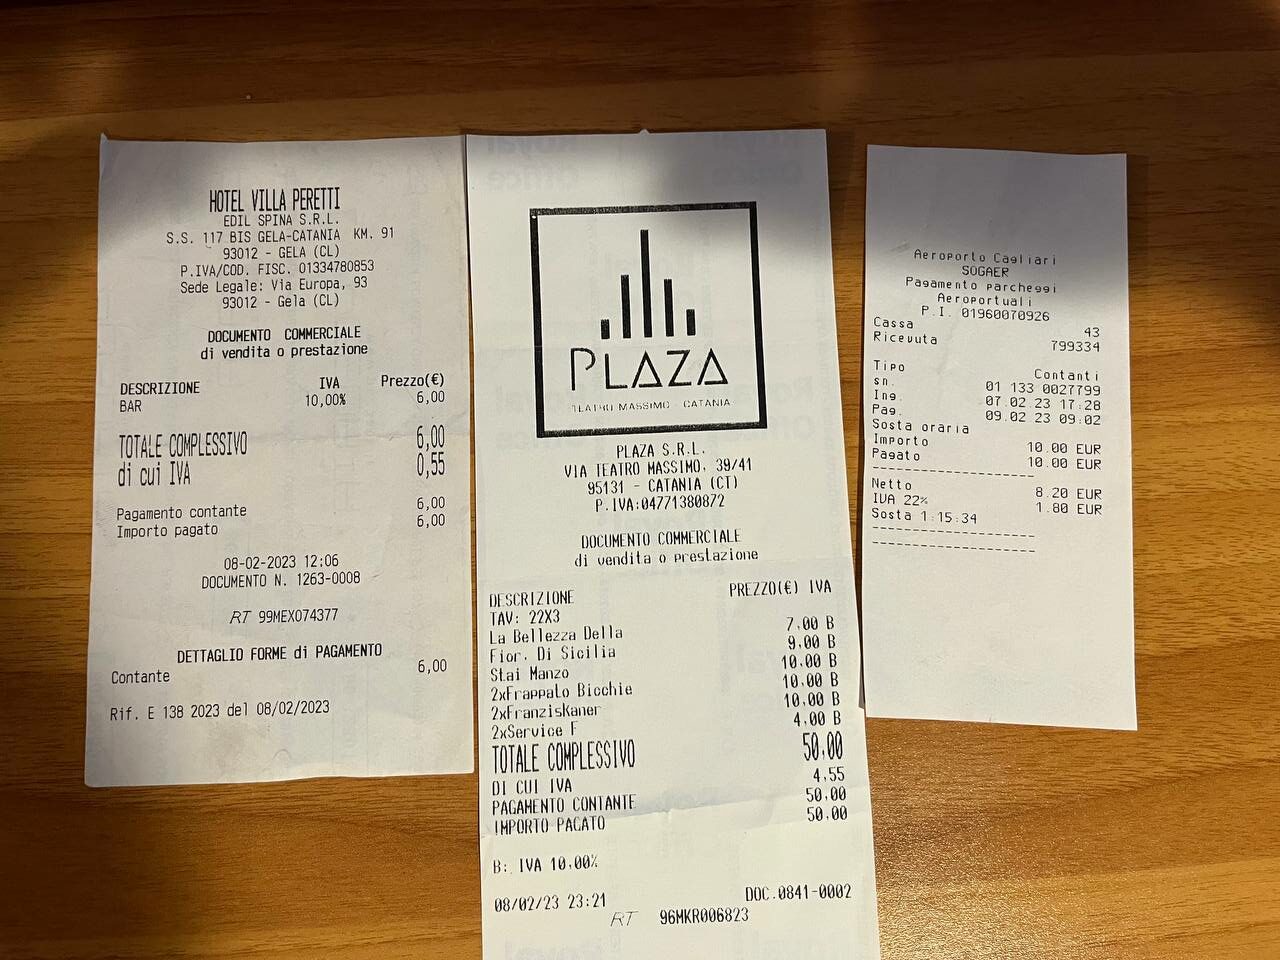 HOTEL VILLA PERETTI
EDIL SPINA S.R.L.
S.S. 117 BIS GELA-CATANIA KM. 91
93012 - GELA (CL)
P.IVA/COD. FISC. 01334780853
Sede Legale: Via Europa, 93
93012 - Gela (CL)
DOCUMENTO COMMERCIALE
di vendita o prestazione
DESCRIZIONE IVA Prezzo(€)
BAR 10,00% 6,00
TOTALE COMPLESSIVO 6,00
di cui IVA 0,55
Pagamento contante 6,00
Importo pagato 6,00
08-02-2023 12:06
DOCUMENTO N. 1263-0008
RT 99MEX074377
DETTAGLIO FORME di PAGAMENTO
Contante 6,00
Rif. E 138 2023 del 08/02/2023
PLAZA
TEATRO MASSIMO - CATANIA
PLAZA S.R.L.
VIA TEATRO MASSIMO, 39/41
95131 - CATANIA (CT)
P.IVA:04771380872
DOCUMENTO COMMERCIALE
di vendita o prestazione
DESCRIZIONE PREZZO(€) IVA
TAV: 22X3
La Bellezza Della 7,00 B
Fior. Di Sicilia 9,00 B
Stai Manzo 10,00 B
2xFrappato Bicchie 10,00 B
2xFranziskaner 10,00 B
2xService F 4,00 B
TOTALE COMPLESSIVO 50,00
DI CUI IVA 4,55
PAGAMENTO CONTANTE 50,00
IMPORTO PAGATO 50,00
B: IVA 10,00%
08/02/23 23:21 DOC.0841-0002
RT 96MKR006823
Aeroporto Cagliari
SOGAER
Pagamento parcheggi
Aeroportuali
P.I. 01960070926
Cassa 43
Ricevuta 799334
Tipo Contanti
sn. 01 133 0027799
Ing. 07.02.23 17:28
Pag. 09.02.23 09:02
Sosta oraria
Importo 10.00 EUR
Pagato 10.00 EUR
Netto 8.20 EUR
IVA 22% 1.80 EUR
Sosta 1:15:34